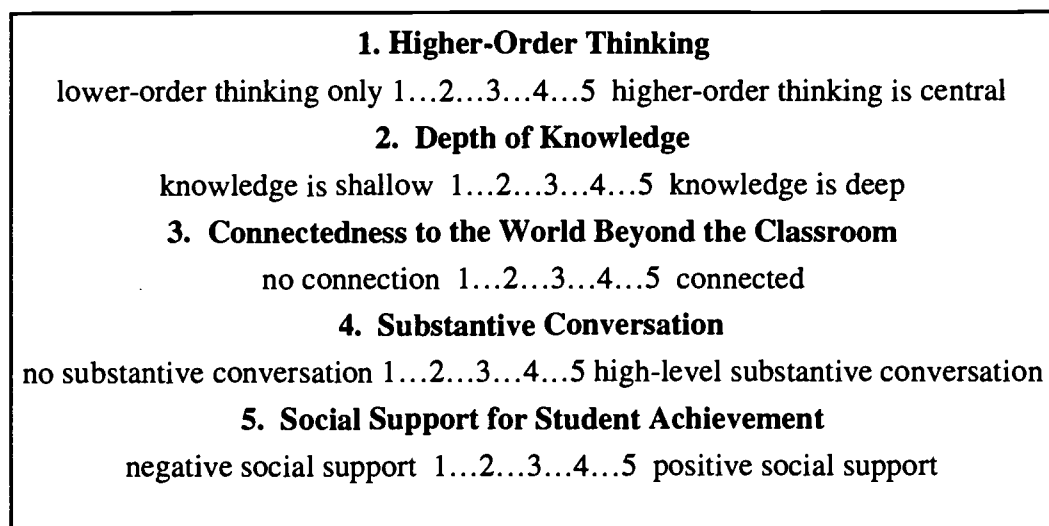 1. Higher-Order Thinking
lower-order thinking only 1...2...3...4...5 higher-order thinking is central
2. Depth of Knowledge
knowledge is shallow 1...2...3...4...5 knowledge is deep
3. Connectedness to the World Beyond the Classroom
no connection 1...2...3...4...5 connected
4. Substantive Conversation
no substantive conversation 1...2...3...4...5 high-level substantive conversation
5. Social Support for Student Achievement
negative social support 1...2...3...4...5 positive social support